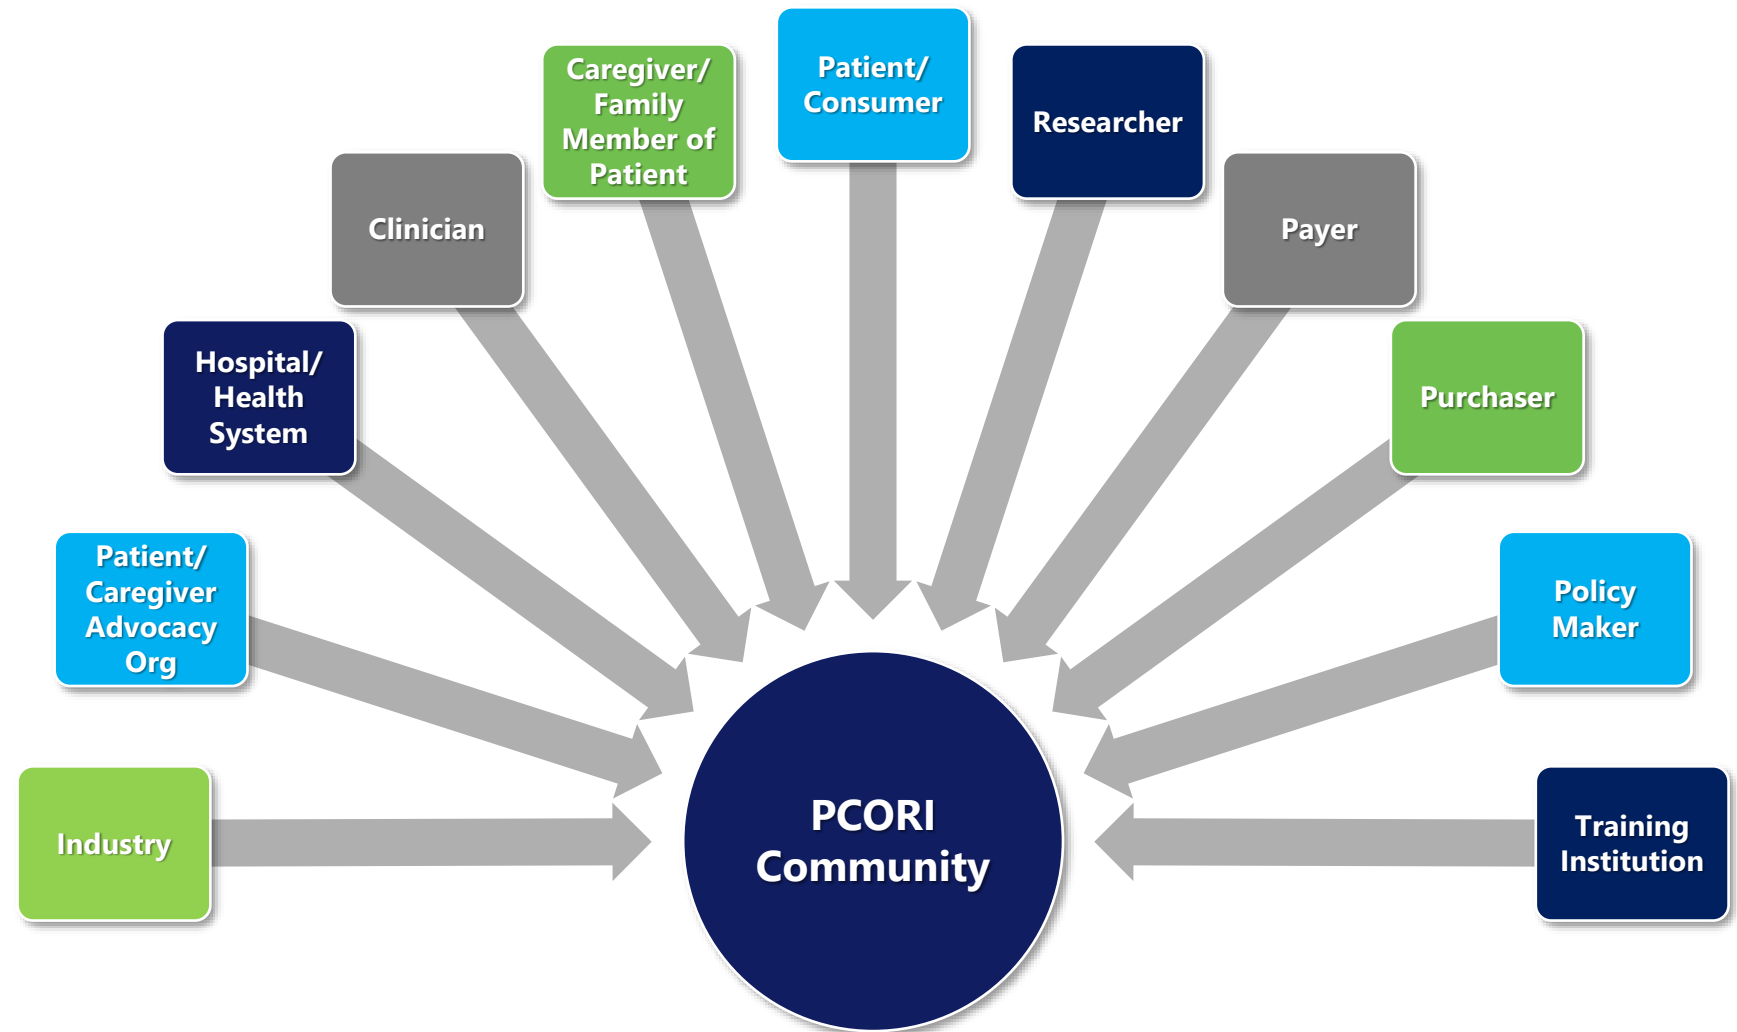 Patient/
Consumer
Caregiver/
Family
Member of
Patient
Researcher
Clinician
Payer
Hospital/
Health
System
Purchaser
Patient/
Caregiver
Advocacy
Org
Policy
Maker
Industry
PCORI
Community
Training
Institution